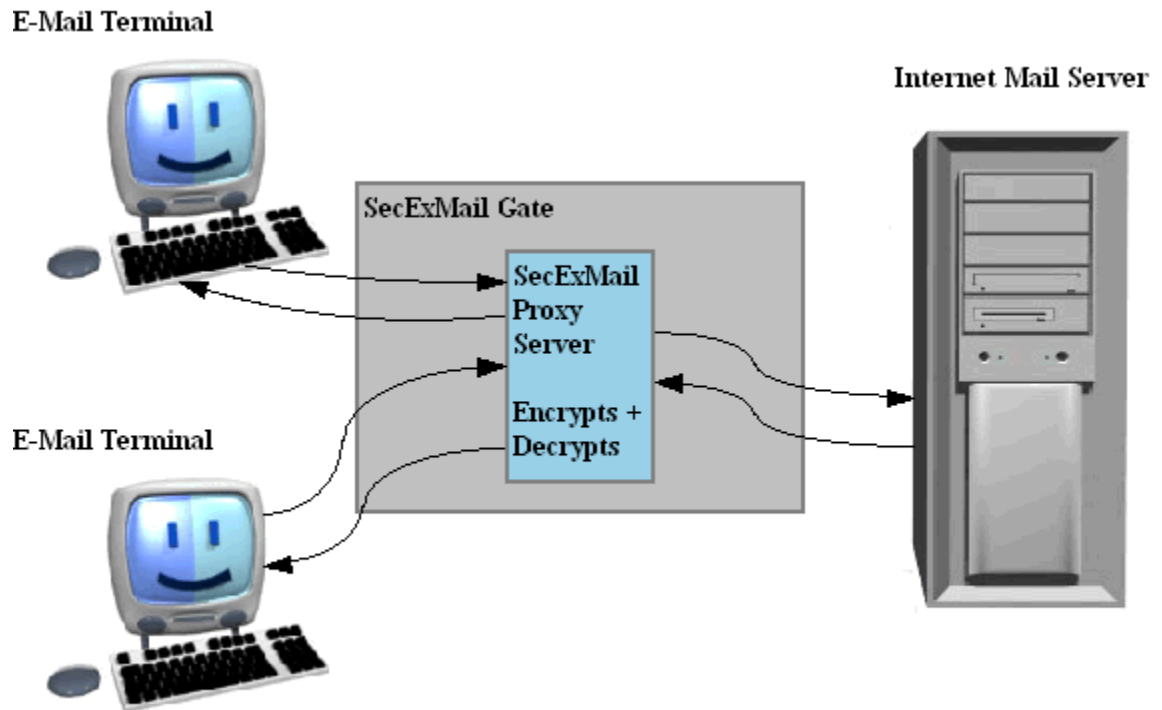 E-Mail Terminal
Internet Mail Server
SecExMail Gate
SecExMail
Proxy
Server
Encrypts +
Decrypts
E-Mail Terminal